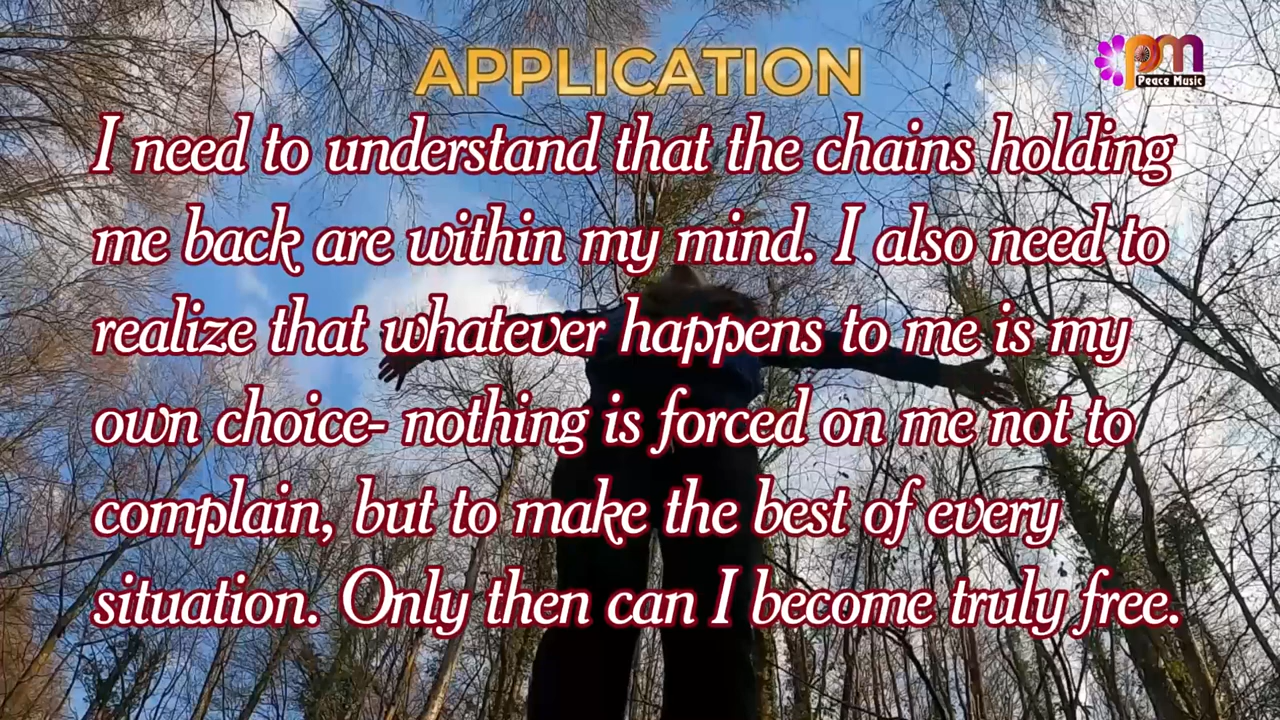 APPLICATION
pm
Peace Music
I need to understand that the chains holding
me back are within my mind. I also need to
realize that whatever happens to me is my
own choice- nothing is forced on me not to
complain, but to make the best of every
situation. Only then can I become truly free.